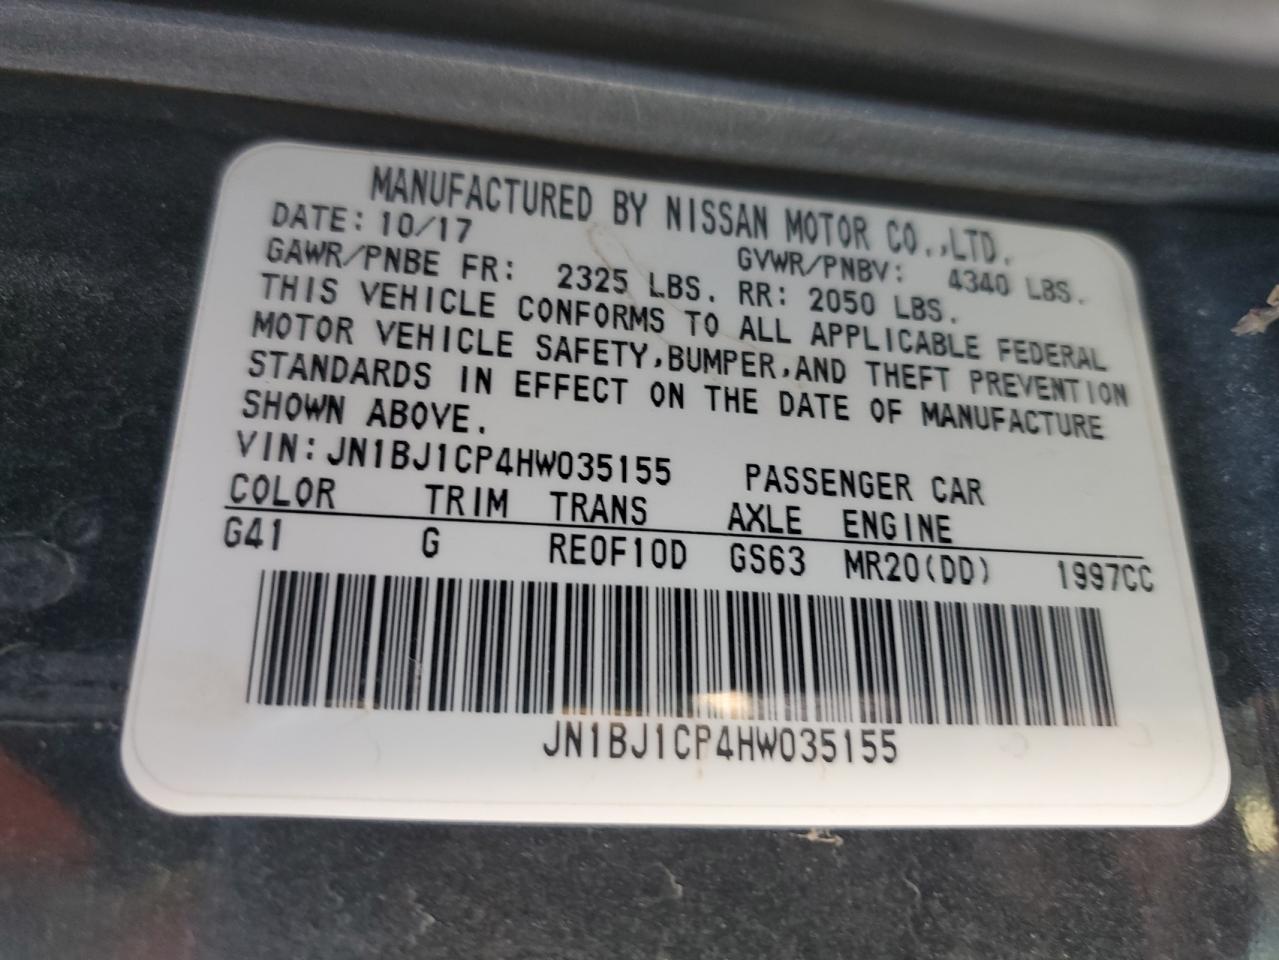 MANUFACTURED BY NISSAN MOTOR CO.,LTD.
DATE: 10/17 GVWR/PNBV: 4340 LBS.
GAWR/PNBE FR: 2325 LBS. RR: 2050 LBS.
THIS VEHICLE CONFORMS TO ALL APPLICABLE FEDERAL
MOTOR VEHICLE SAFETY,BUMPER,AND THEFT PREVENTION
STANDARDS IN EFFECT ON THE DATE OF MANUFACTURE
SHOWN ABOVE.
VIN: JN1BJ1CP4HW035155 PASSENGER CAR
COLOR TRIM TRANS AXLE ENGINE
G41 G RE0F10D GS63 MR20(DD) 1997CC
JN1BJ1CP4HW035155